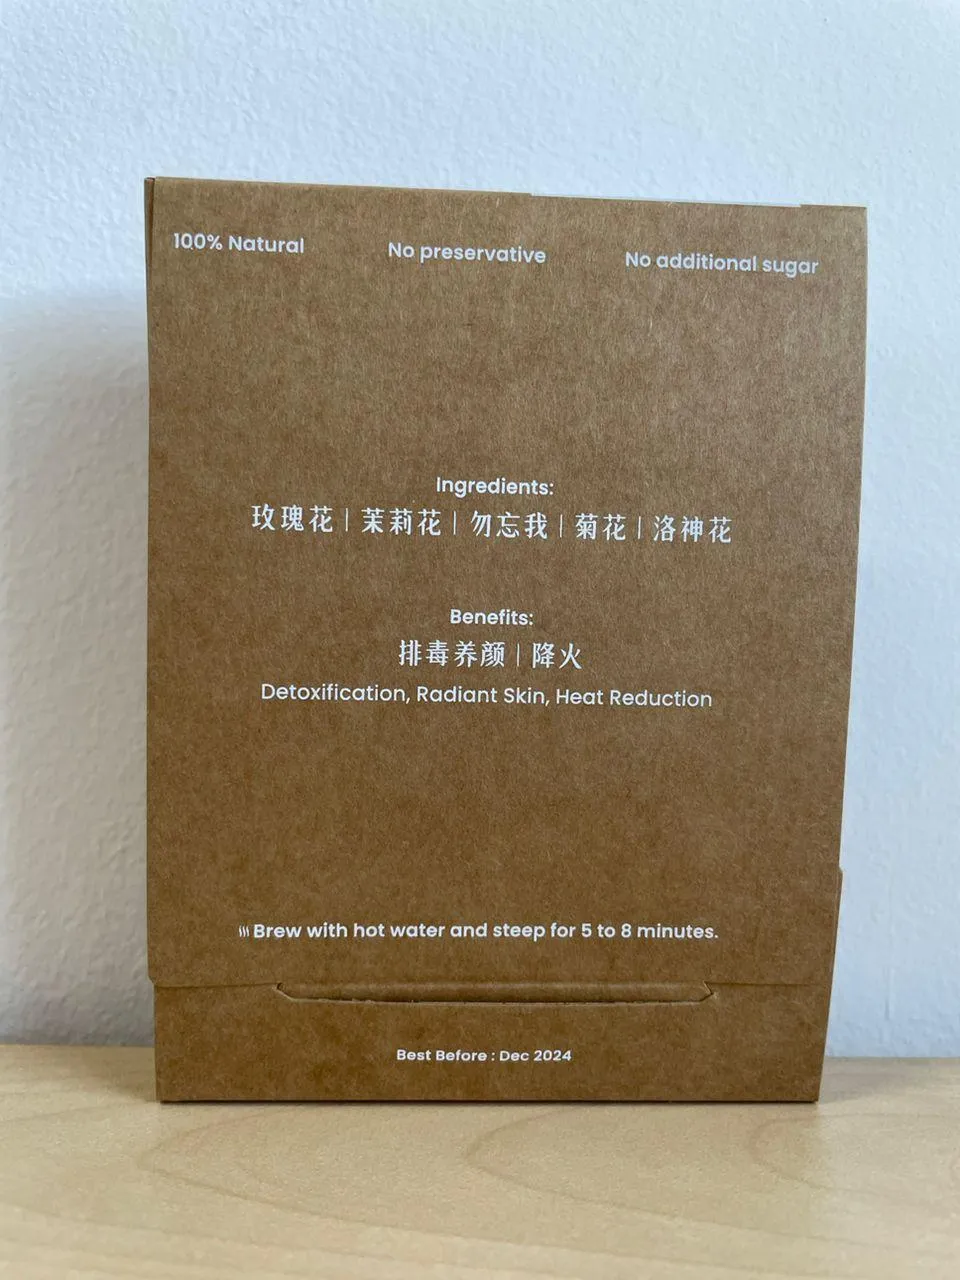 100% Natural No preservative No additional sugar
Ingredients:
玫瑰花 | 茉莉花 | 勿忘我 | 菊花 | 洛神花
Benefits:
排毒养颜 | 降火
Detoxification, Radiant Skin, Heat Reduction
Brew with hot water and steep for 5 to 8 minutes.
Best Before : Dec 2024